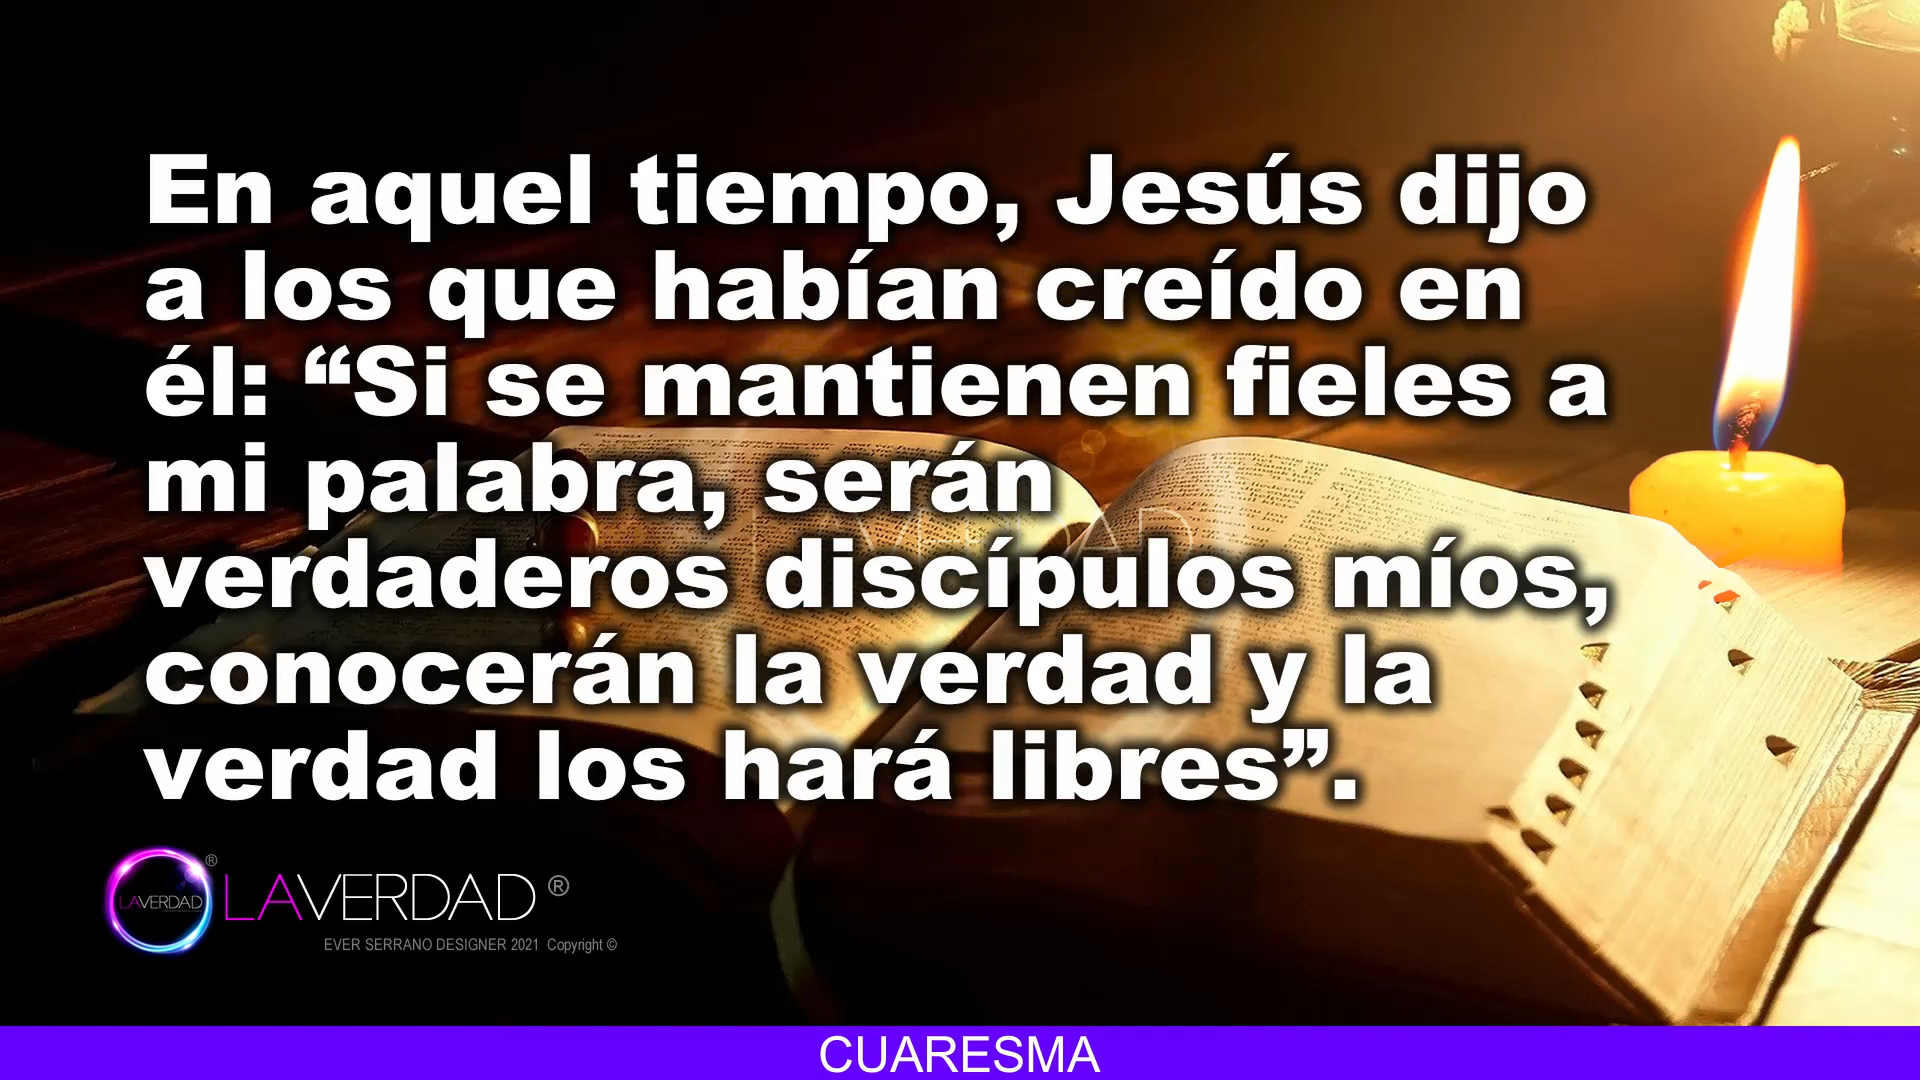 En aquel tiempo, Jesús dijo
a los que habían creído en
él: “Si se mantienen fieles a
mi palabra, serán
verdaderos discípulos míos,
conocerán la verdad y la
verdad los hará libres”.
LAVERDAD
LAVERDAD ®
LAVERDAD ®
EVER SERRANO DESIGNER 2021 Copyright ©
CUARESMA